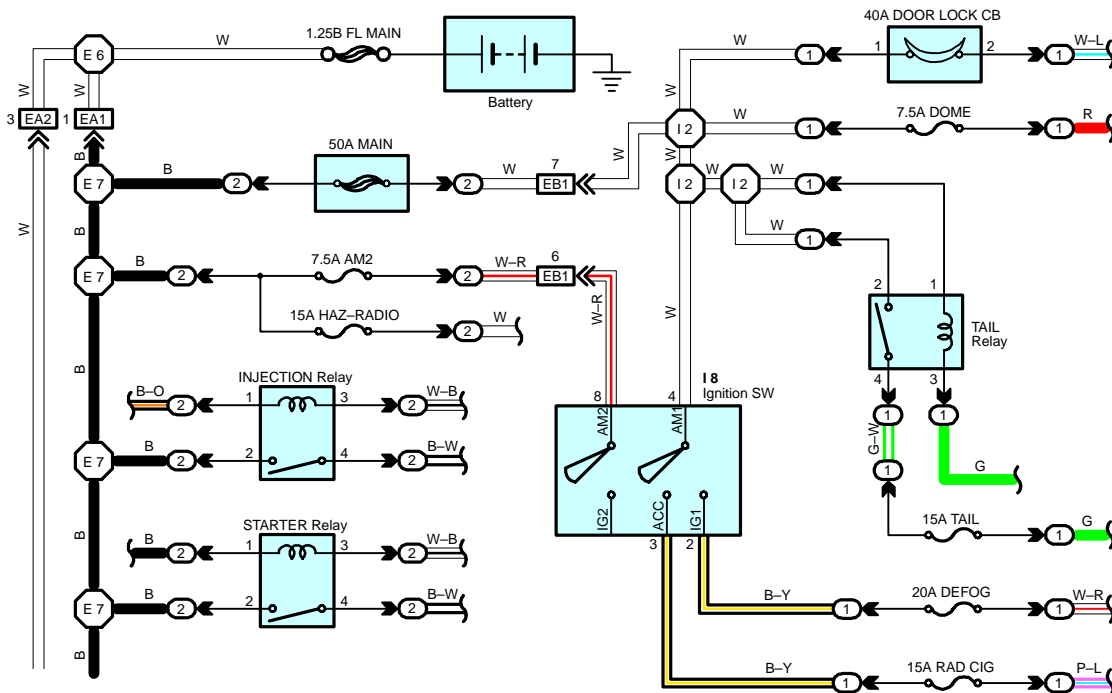 40A DOOR LOCK CB
W 1.25B FL MAIN W 1 1 2 1 W–L
E 6
Battery
W W W
7.5A DOME
3 EA2 1 EA1 I 2 W 1 1 R
B 50A MAIN 7 W W
E 7 B 2 2 W EB1 I 2 W I 2 W 1
W B W 1
7.5A AM2 6
E 7 B 2 2 W–R EB1 2 1
15A HAZ–RADIO W–R W
2 W TAIL
Relay
B I 8
INJECTION Relay Ignition SW 4 3
B–O 2 1 3 2 W–B 8 4 1 1
AM2 AM1 G–W
B 2 2 4 2 B–W G
E 7 1
IG2 ACC IG1
B STARTER Relay 15A TAIL 1 G
B 2 1 3 2 W–B 3 2
B 2 2 4 2 B–W B–Y 1 20A DEFOG 1 W–R
E 7
B B–Y 1 15A RAD CIG 1 P–L